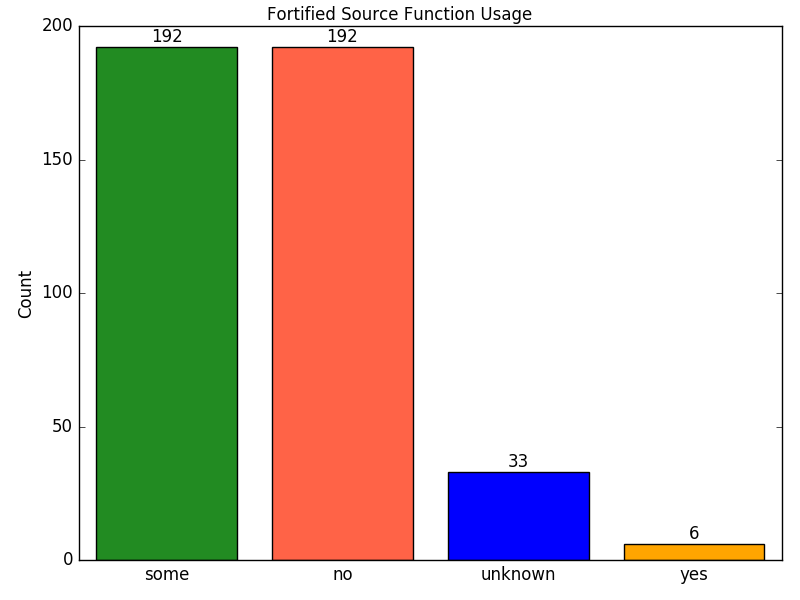 Fortified Source Function Usage
200
192
192
150
100
Count
50
33
6
0
some
no
unknown
yes